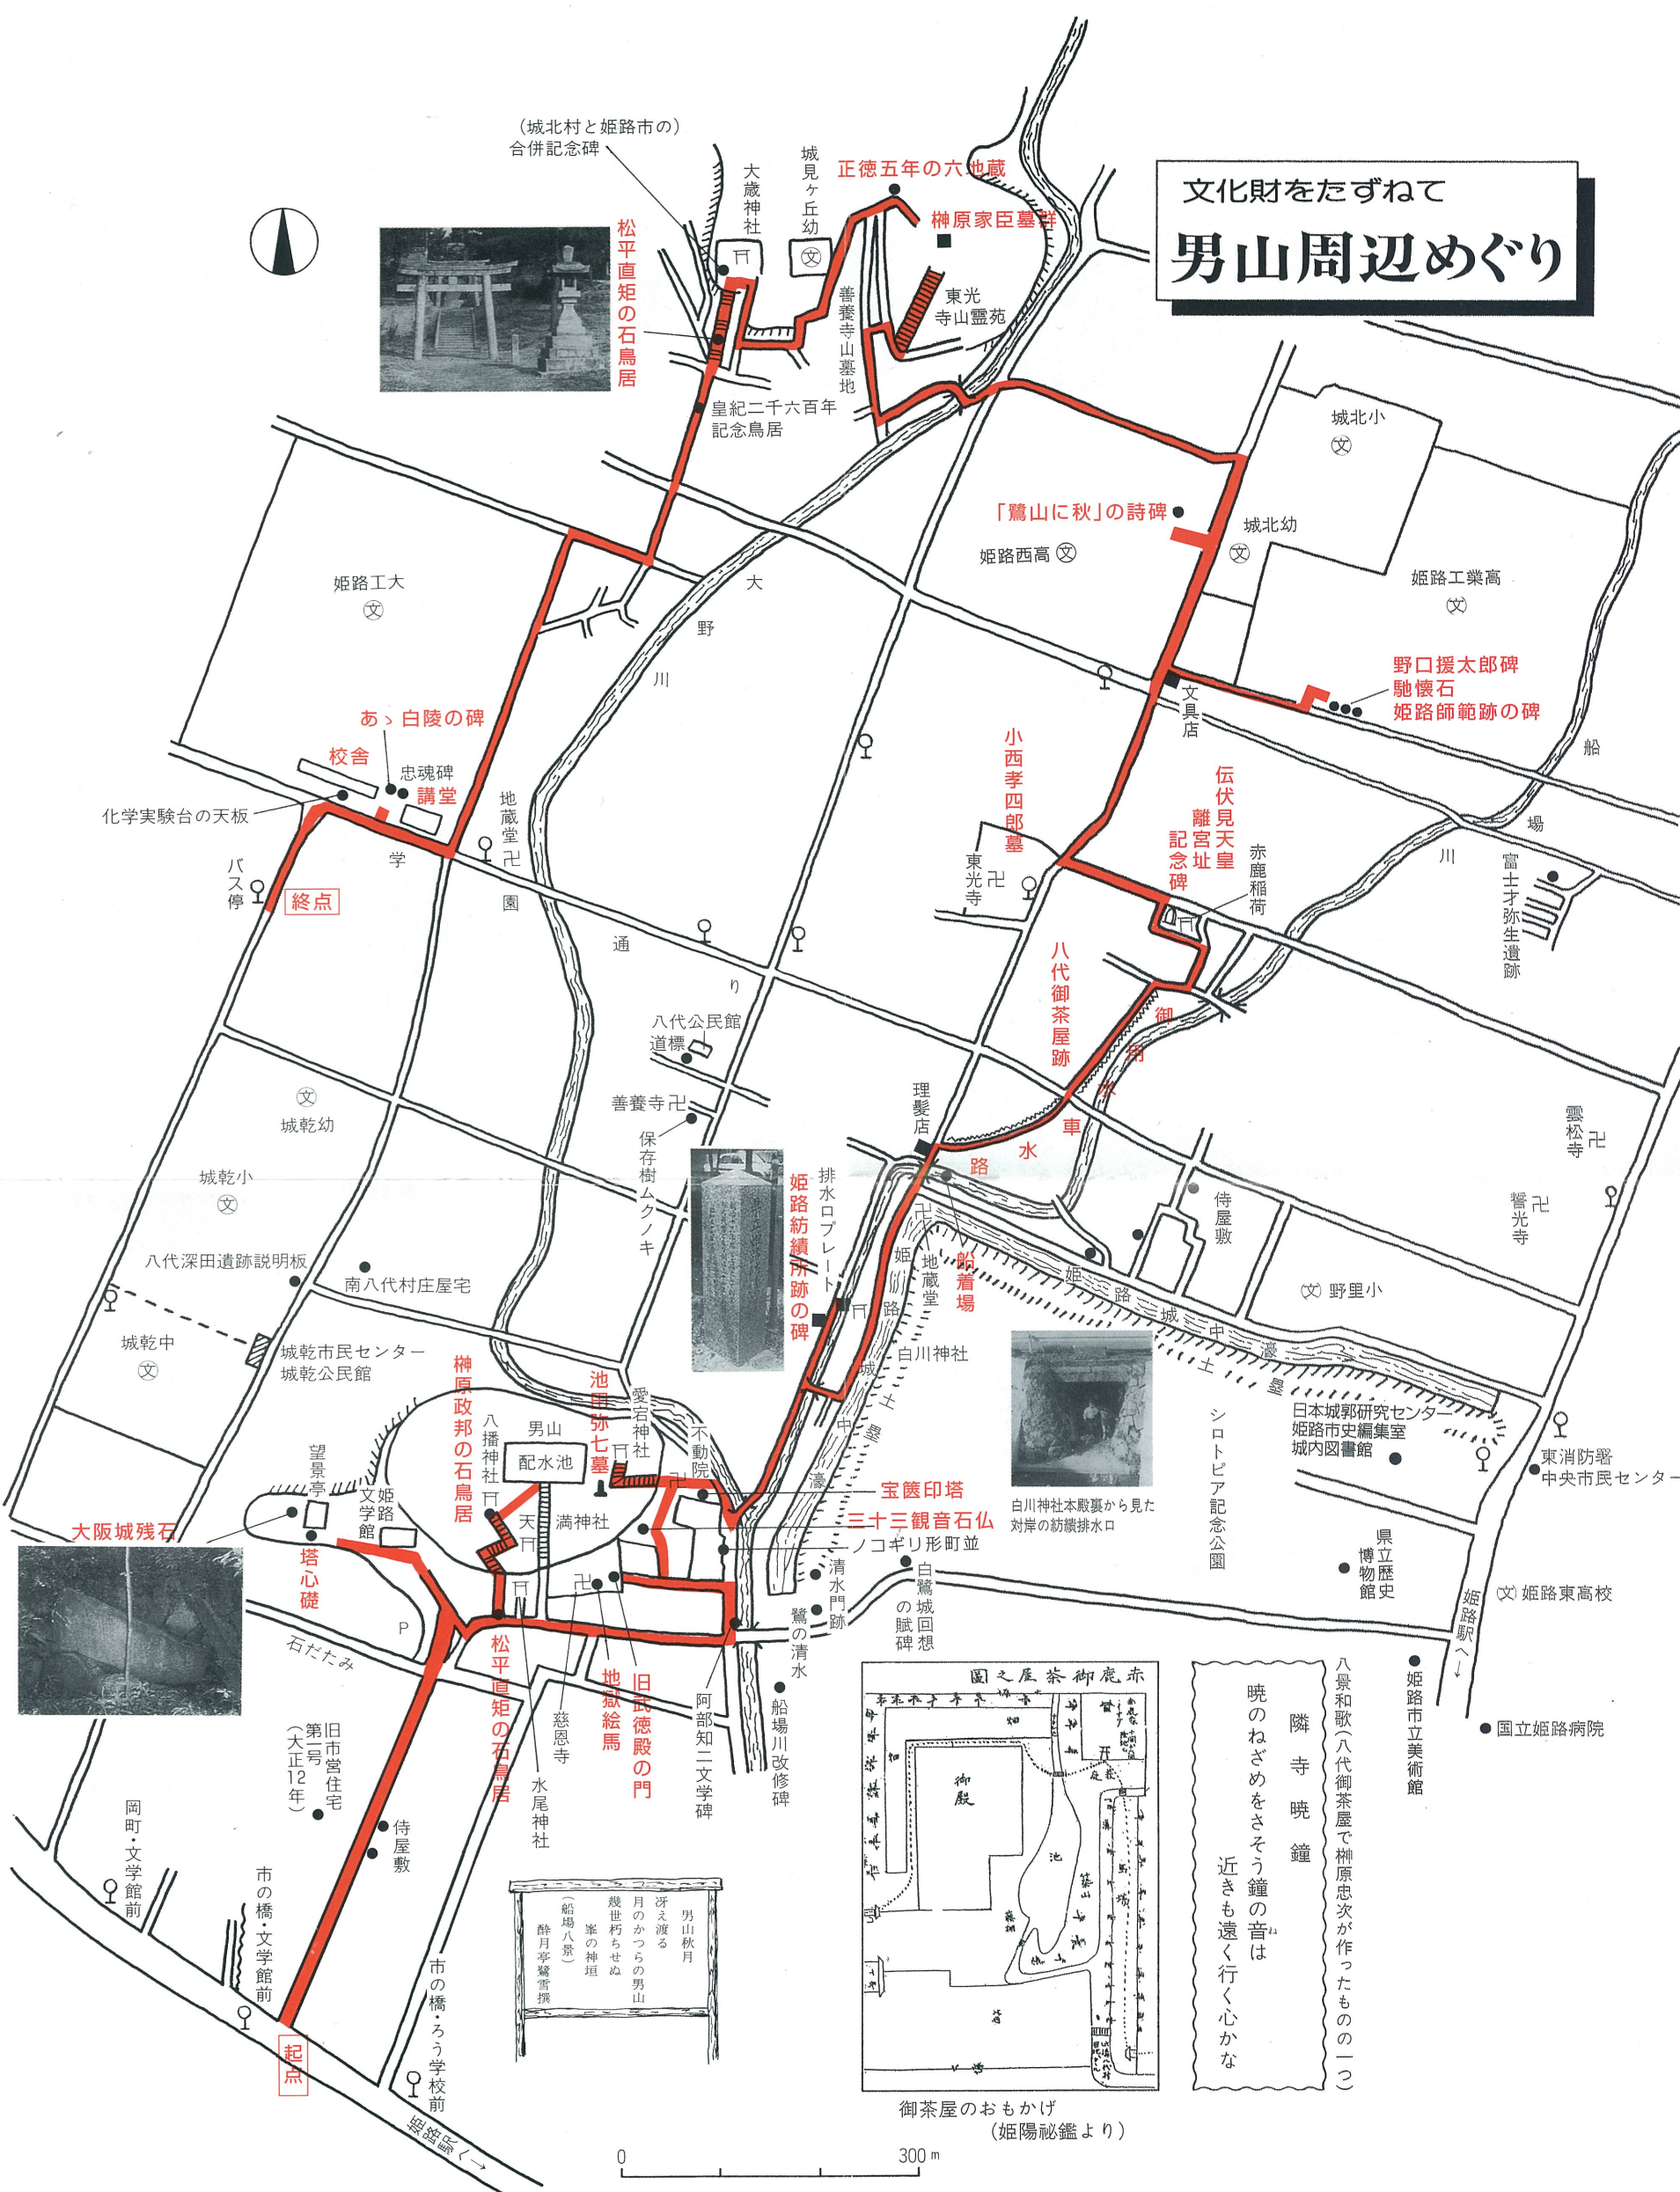 文化財をたずねて
男山周辺めぐり
(城北村と姫路市の)
合併記念碑
大歳神社
城見ヶ丘幼
文
正徳五年の六地蔵
榊原家臣墓群
松平直矩の石鳥居
善養寺山墓地
東光
寺山霊苑
皇紀二千六百年
記念鳥居
城北小
文
「鷺山に秋」の詩碑
姫路西高 文
城北幼
文
姫路工業高
文
姫路工大
文
大野川
野口援太郎碑
馳懐石
姫路師範跡の碑
文具店
船場川
あゝ白陵の碑
校舎
忠魂碑
講堂
化学実験台の天板
地蔵堂
卍
小西孝四郎墓
伝伏見天皇
離宮址
記念碑
赤鹿稲荷
東光寺
卍
富士才弥生遺跡
バス停
終点
学園通り
八代御茶屋跡
御用水
八代公民館
道標
善養寺卍
保存樹ムクノキ
文
城乾幼
理髪店
車水路
雲松寺
卍
城乾小
文
姫路紡績所跡の碑
排水口プレート
侍屋敷
誓光寺
卍
八代深田遺跡説明板
南八代村庄屋宅
卍
地蔵堂
船着場
姫路城中濠
土塁
文 野里小
城乾中
文
城乾市民センター
城乾公民館
白川神社
姫路城中濠
土塁
榊原政邦の石鳥居
八播神社
男山
配水池
池田弥七墓
愛宕神社
不動院
卍
白川神社本殿裏から見た
対岸の紡績排水口
シロトピア記念公園
日本城郭研究センター
姫路市史編集室
城内図書館
東消防署
中央市民センター
望景亭
姫路
文学館
天満神社
宝篋印塔
三十三観音石仏
ノコギリ形町並
大阪城残石
塔心礎
清水門跡
鷺の清水
白鷺城回想
の賦碑
県立歴史
博物館
文 姫路東高校
姫路駅へ→
P
石だたみ
松平直矩の石鳥居
水尾神社
卍
慈恩寺
地獄絵馬
旧武徳殿の門
阿部知二文学碑
船場川改修碑
姫路市立美術館
国立姫路病院
旧市営住宅
第一号
(大正12年)
侍屋敷
岡町・文学館前
市の橋・文学館前
市の橋・ろう学校前
起点
姫路駅へ→
男山秋月
冴え渡る
月のかつらの男山
幾世朽ちせぬ
峯の神垣
(船場八景)
酔月亭鷺雪撰
赤鹿御茶屋之圖
御殿
池
畑
御茶屋のおもかげ
(姫陽祕鑑より)
八景和歌(八代御茶屋で榊原忠次が作ったものの一つ)
隣寺暁鐘
暁のねざめをさそう鐘の音は
ね
近きも遠く行く心かな
0
300m